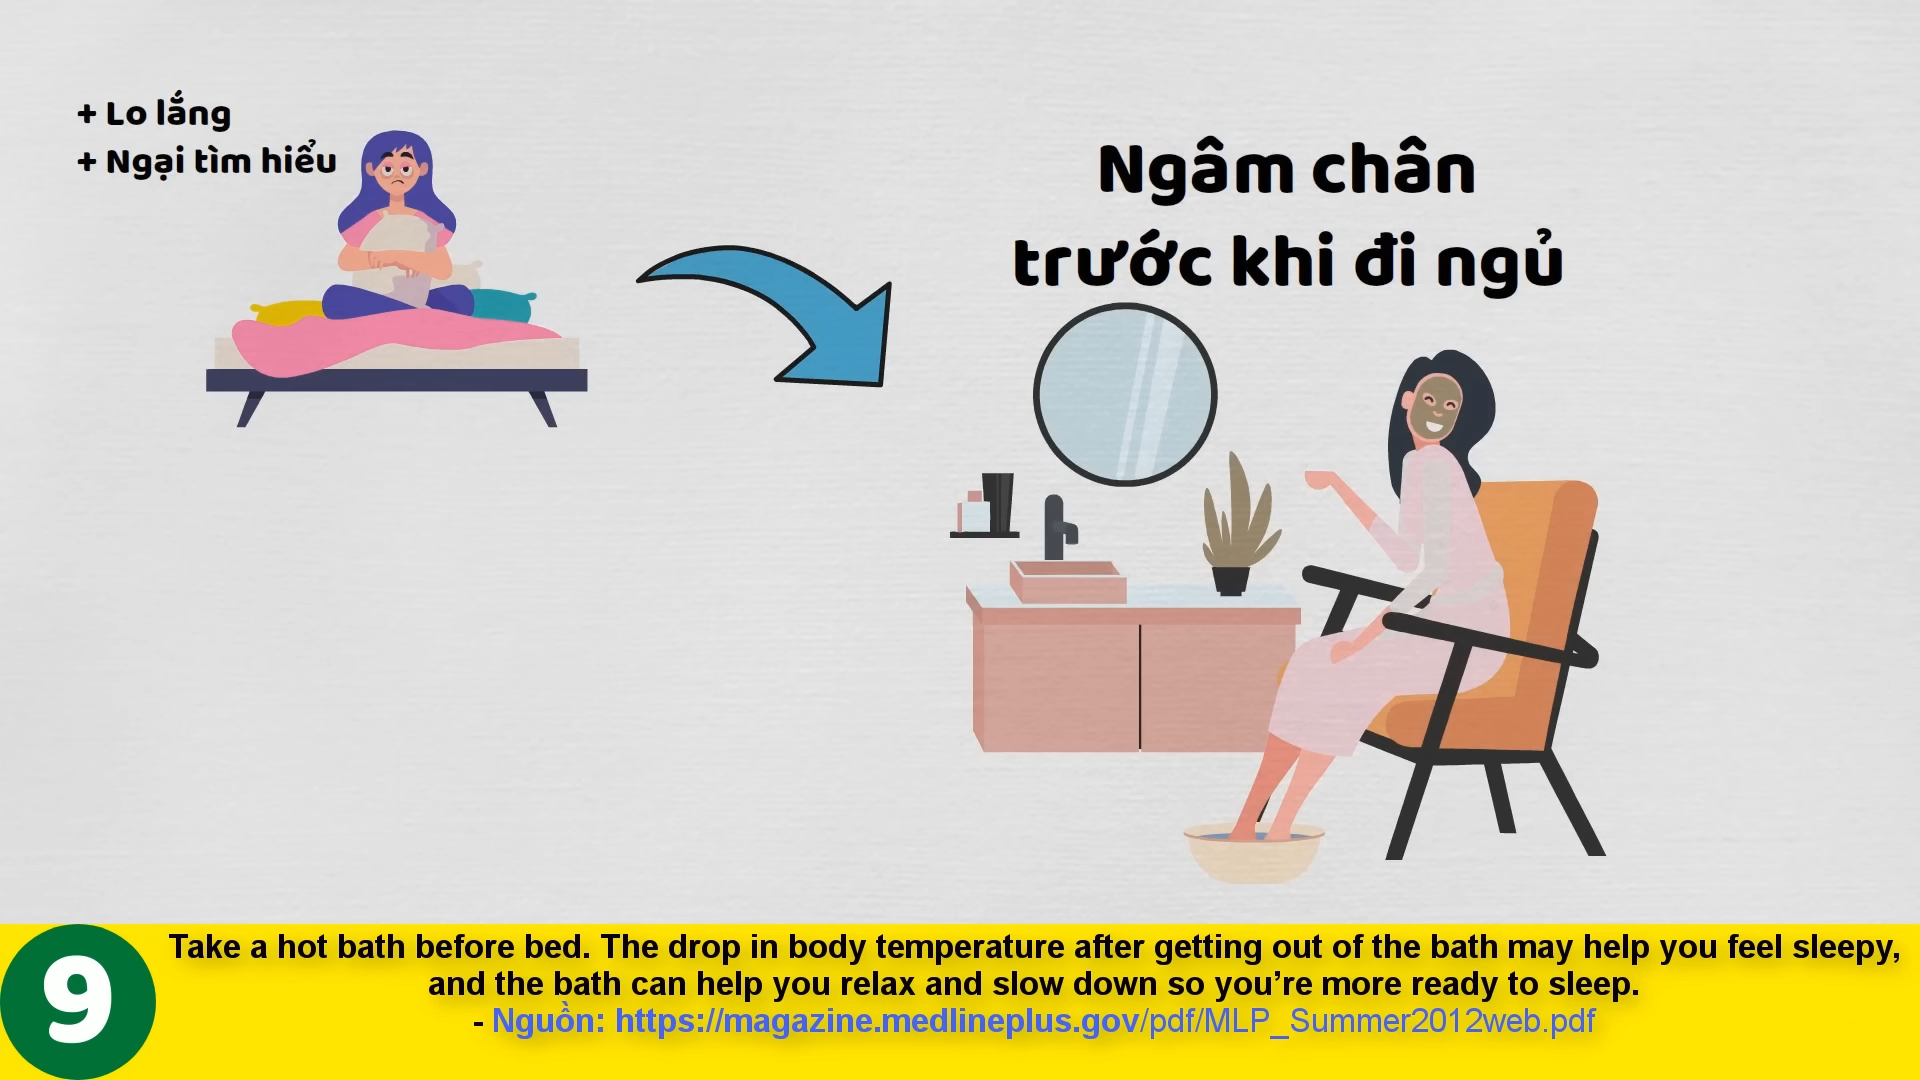 + Lo lắng
+ Ngại tìm hiểu
Ngâm chân
trước khi đi ngủ
9
Take a hot bath before bed. The drop in body temperature after getting out of the bath may help you feel sleepy,
and the bath can help you relax and slow down so you’re more ready to sleep.
- Nguồn: https://magazine.medlineplus.gov/pdf/MLP_Summer2012web.pdf